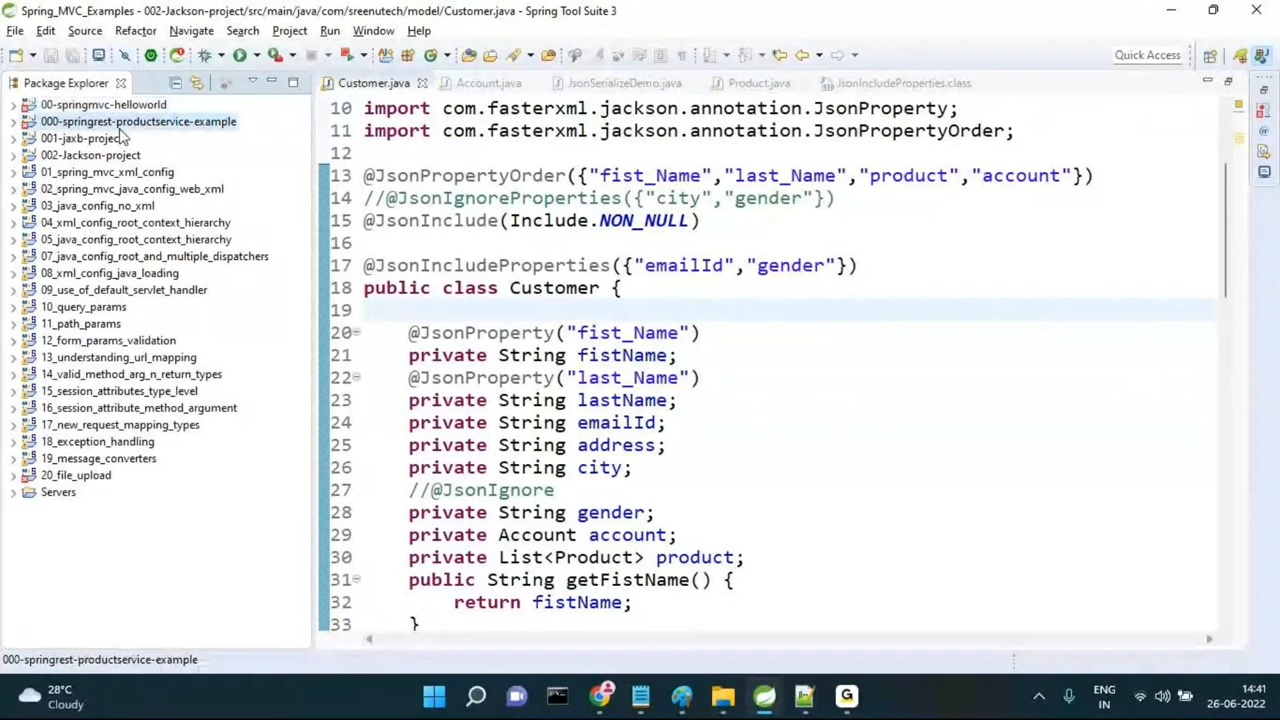 Spring_MVC_Examples - 002-Jackson-project/src/main/java/com/sreenutech/model/Customer.java - Spring Tool Suite 3
File Edit Source Refactor Navigate Search Project Run Window Help
Quick Access
Package Explorer
00-springmvc-helloworld
000-springrest-productservice-example
001-jaxb-project
002-Jackson-project
01_spring_mvc_xml_config
02_spring_mvc_java_config_web_xml
03_java_config_no_xml
04_xml_config_root_context_hierarchy
05_java_config_root_context_hierarchy
07_java_config_root_and_multiple_dispatchers
08_xml_config_java_loading
09_use_of_default_servlet_handler
10_query_params
11_path_params
12_form_params_validation
13_understanding_url_mapping
14_valid_method_arg_n_return_types
15_session_attributes_type_level
16_session_attribute_method_argument
17_new_request_mapping_types
18_exception_handling
19_message_converters
20_file_upload
Servers
Customer.java Account.java JsonSerializeDemo.java Product.java JsonIncludeProperties.class
10 import com.fasterxml.jackson.annotation.JsonProperty;
11 import com.fasterxml.jackson.annotation.JsonPropertyOrder;
12
13 @JsonPropertyOrder({"fist_Name","last_Name","product","account"})
14 //@JsonIgnoreProperties({"city","gender"})
15 @JsonInclude(Include.NON_NULL)
16
17 @JsonIncludeProperties({"emailId","gender"})
18 public class Customer {
19
20 @JsonProperty("fist_Name")
21 private String fistName;
22 @JsonProperty("last_Name")
23 private String lastName;
24 private String emailId;
25 private String address;
26 private String city;
27 //@JsonIgnore
28 private String gender;
29 private Account account;
30 private List<Product> product;
31 public String getFistName() {
32 return fistName;
33 }
000-springrest-productservice-example
28°C
Cloudy
ENG
IN
14:41
26-06-2022